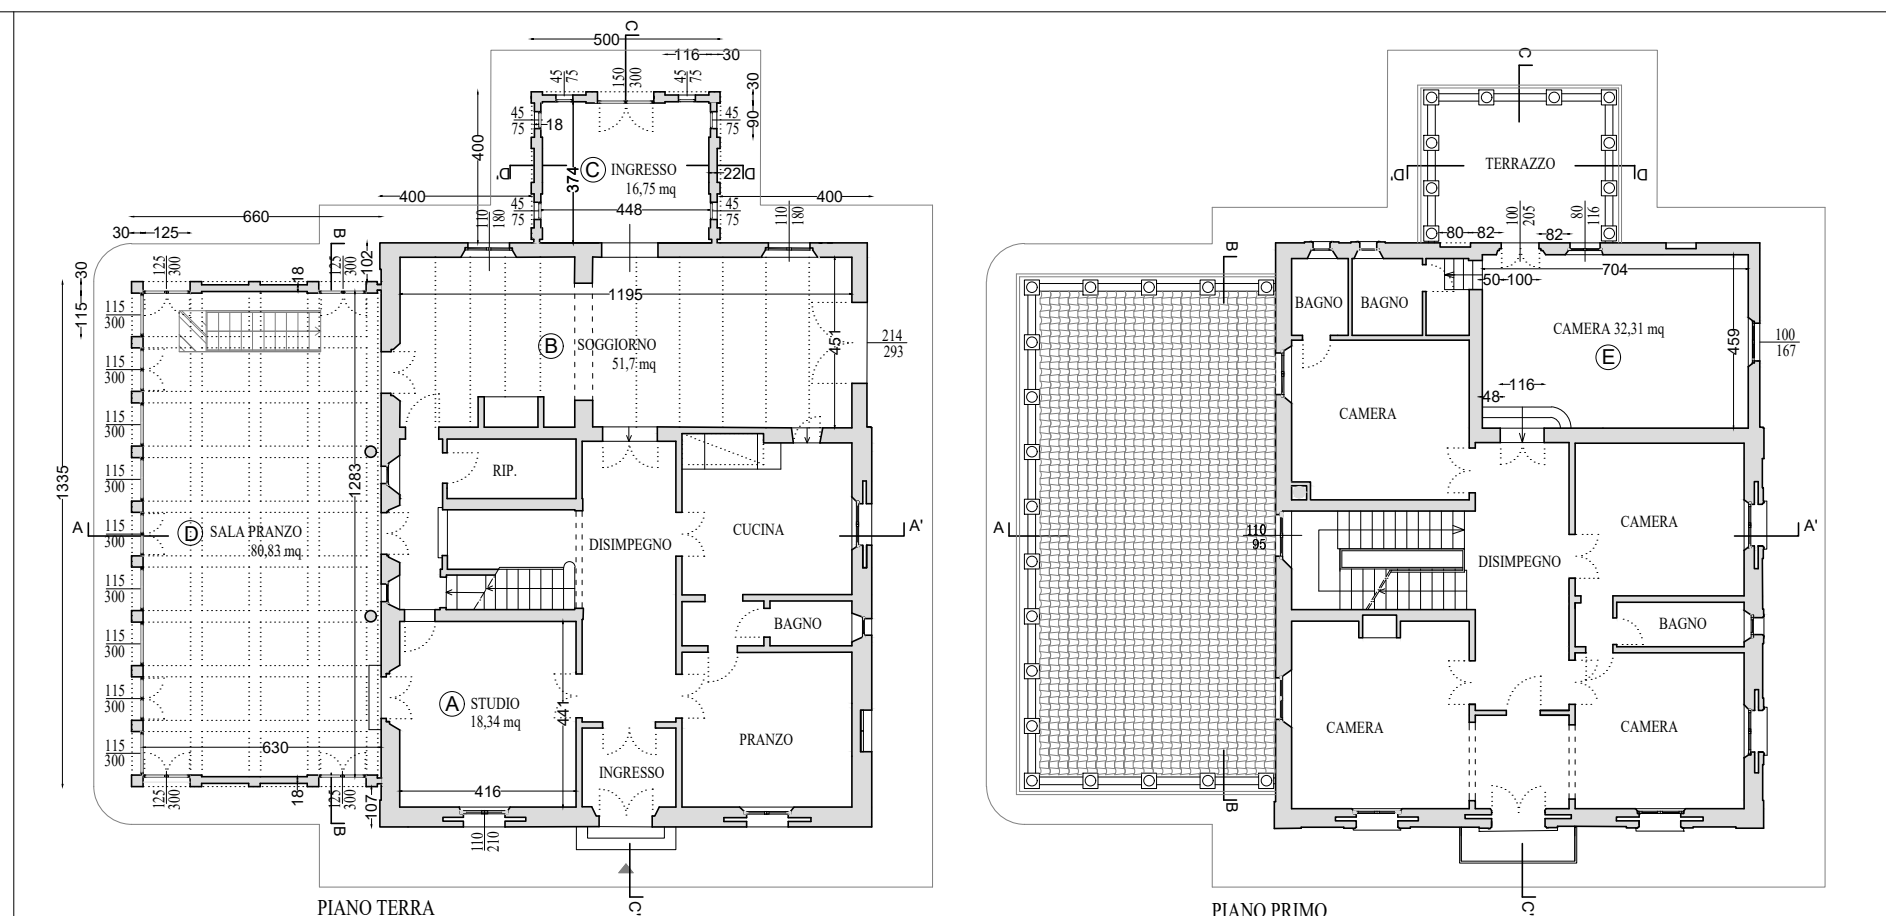 C
500
116
30
45
75
150
300
45
75
30
90
45
75
18
45
75
400
374
C INGRESSO
16,75 mq
D'
22
D
448
45
75
45
75
400
400
110
180
110
180
660
30
125
B
125
300
18
125
300
102
30
115
1195
451
B SOGGIORNO
51,7 mq
214
293
115
300
115
300
115
300
115
300
115
300
115
300
115
300
115
300
115
300
1335
1283
RIP.
A
D SALA PRANZO
80,83 mq
DISIMPEGNO
CUCINA
A'
BAGNO
A STUDIO
18,34 mq
441
PRANZO
630
INGRESSO
416
125
300
18
125
300
107
B
110
210
C'
PIANO TERRA
C
TERRAZZO
D'
D
100
205
80
116
80
82
82
B
704
50
100
BAGNO
BAGNO
CAMERA 32,31 mq
E
459
100
167
116
48
CAMERA
A
110
95
DISIMPEGNO
CAMERA
A'
BAGNO
CAMERA
CAMERA
B
C'
PIANO PRIMO